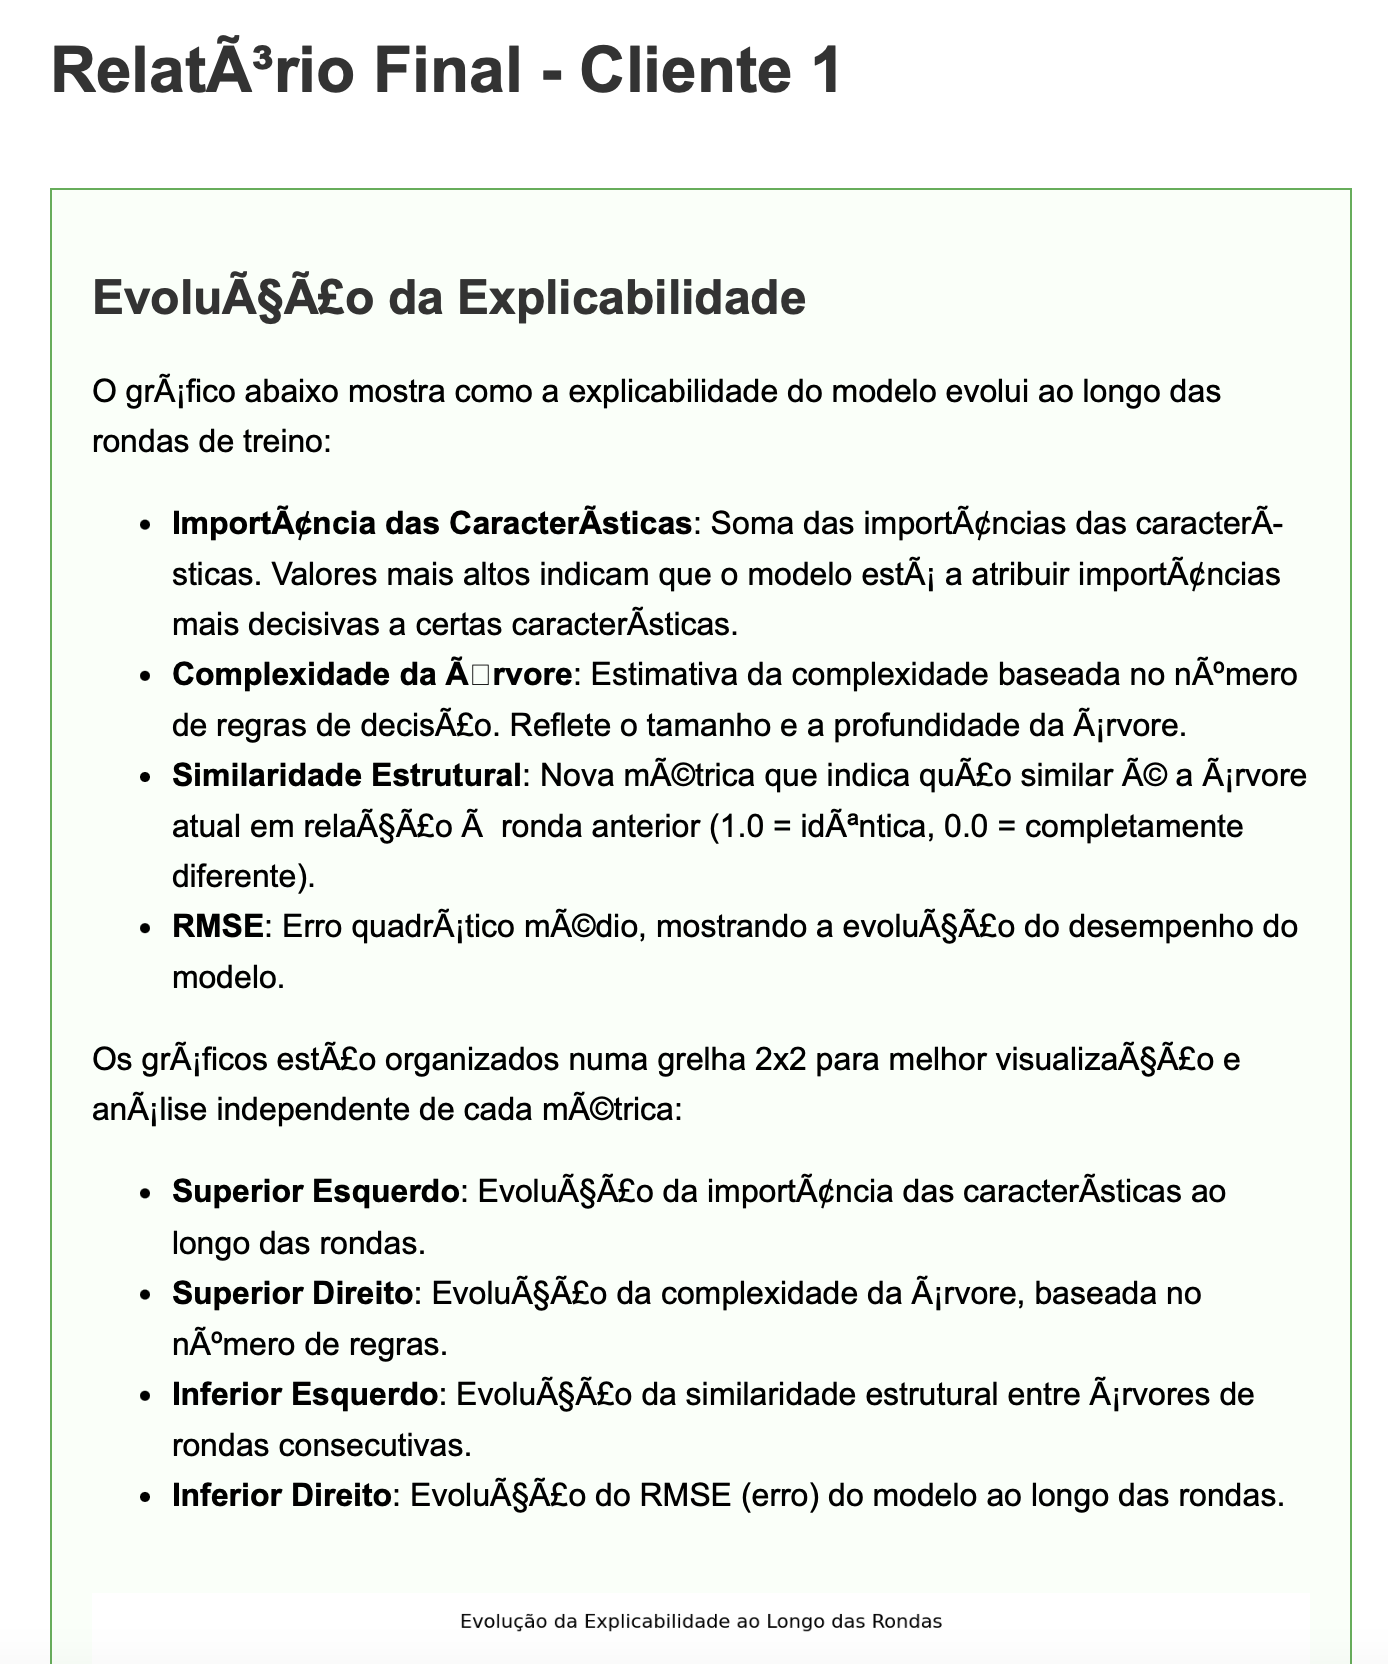 RelatÃ³rio Final - Cliente 1
EvoluÃ§Ã£o da Explicabilidade
O grÃ¡fico abaixo mostra como a explicabilidade do modelo evolui ao longo das
rondas de treino:
ImportÃ¢ncia das CaracterÃ­sticas: Soma das importÃ¢ncias das caracterÃ-
sticas. Valores mais altos indicam que o modelo estÃ¡ a atribuir importÃ¢ncias
mais decisivas a certas caracterÃ­sticas.
Complexidade da Ã□rvore: Estimativa da complexidade baseada no nÃºmero
de regras de decisÃ£o. Reflete o tamanho e a profundidade da Ã¡rvore.
Similaridade Estrutural: Nova mÃ©trica que indica quÃ£o similar Ã© a Ã¡rvore
atual em relaÃ§Ã£o Ã  ronda anterior (1.0 = idÃªntica, 0.0 = completamente
diferente).
RMSE: Erro quadrÃ¡tico mÃ©dio, mostrando a evoluÃ§Ã£o do desempenho do
modelo.
Os grÃ¡ficos estÃ£o organizados numa grelha 2x2 para melhor visualizaÃ§Ã£o e
anÃ¡lise independente de cada mÃ©trica:
Superior Esquerdo: EvoluÃ§Ã£o da importÃ¢ncia das caracterÃ­sticas ao
longo das rondas.
Superior Direito: EvoluÃ§Ã£o da complexidade da Ã¡rvore, baseada no
nÃºmero de regras.
Inferior Esquerdo: EvoluÃ§Ã£o da similaridade estrutural entre Ã¡rvores de
rondas consecutivas.
Inferior Direito: EvoluÃ§Ã£o do RMSE (erro) do modelo ao longo das rondas.
Evolução da Explicabilidade ao Longo das Rondas